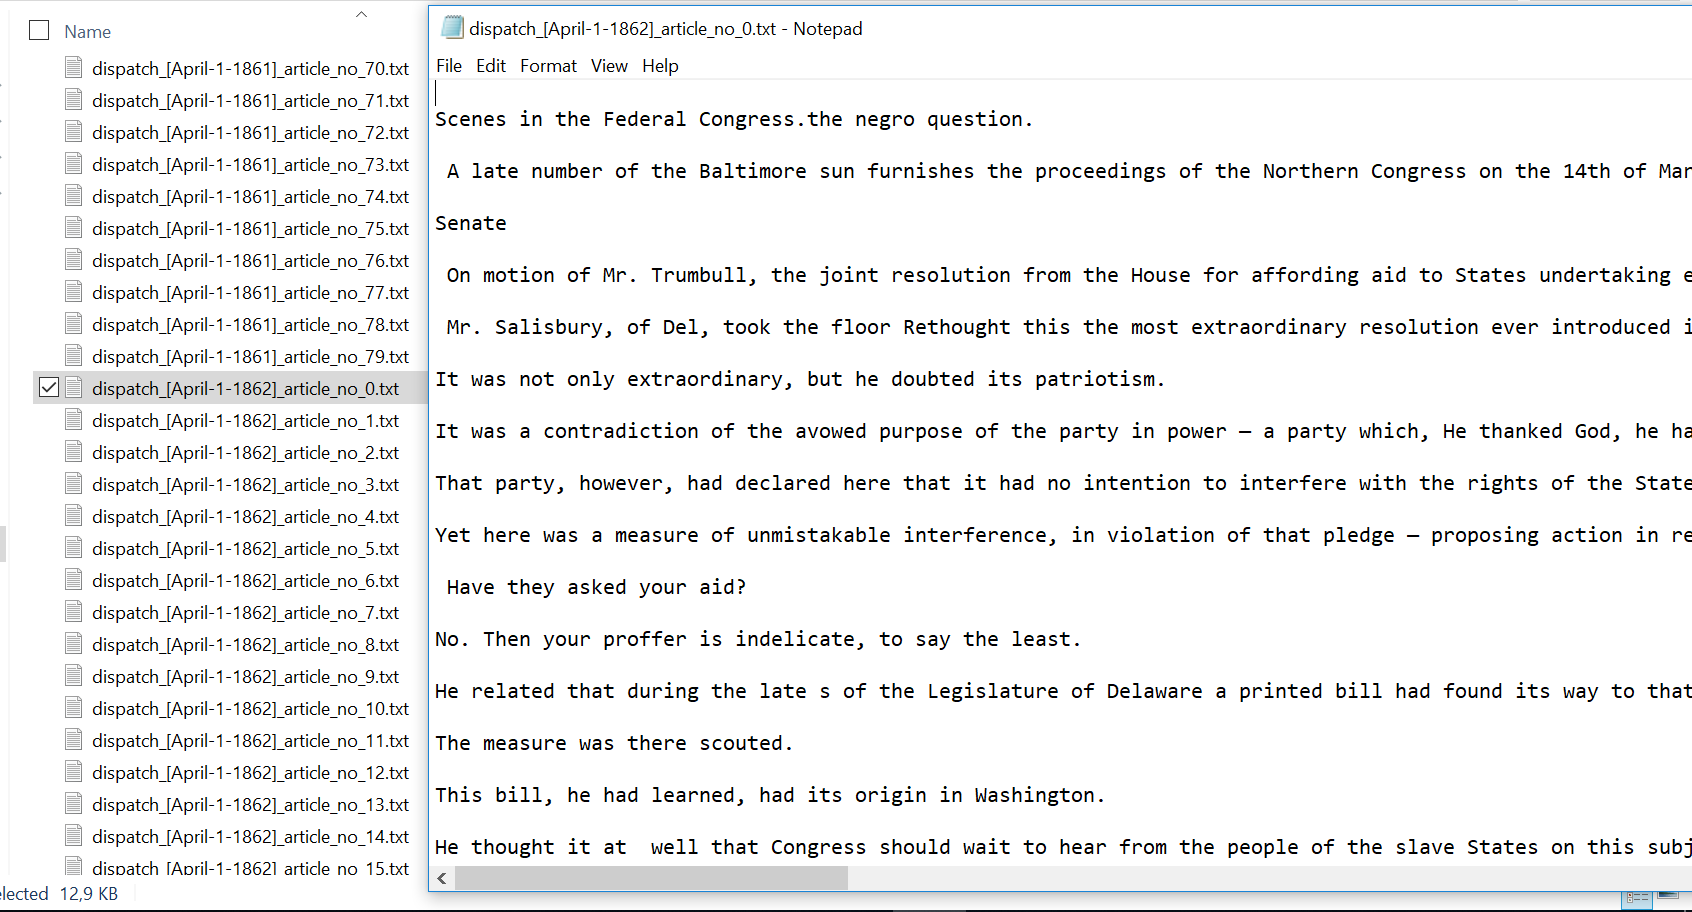 Name
dispatch_[April-1-1861]_article_no_70.txt
dispatch_[April-1-1861]_article_no_71.txt
dispatch_[April-1-1861]_article_no_72.txt
dispatch_[April-1-1861]_article_no_73.txt
dispatch_[April-1-1861]_article_no_74.txt
dispatch_[April-1-1861]_article_no_75.txt
dispatch_[April-1-1861]_article_no_76.txt
dispatch_[April-1-1861]_article_no_77.txt
dispatch_[April-1-1861]_article_no_78.txt
dispatch_[April-1-1861]_article_no_79.txt
dispatch_[April-1-1862]_article_no_0.txt
dispatch_[April-1-1862]_article_no_1.txt
dispatch_[April-1-1862]_article_no_2.txt
dispatch_[April-1-1862]_article_no_3.txt
dispatch_[April-1-1862]_article_no_4.txt
dispatch_[April-1-1862]_article_no_5.txt
dispatch_[April-1-1862]_article_no_6.txt
dispatch_[April-1-1862]_article_no_7.txt
dispatch_[April-1-1862]_article_no_8.txt
dispatch_[April-1-1862]_article_no_9.txt
dispatch_[April-1-1862]_article_no_10.txt
dispatch_[April-1-1862]_article_no_11.txt
dispatch_[April-1-1862]_article_no_12.txt
dispatch_[April-1-1862]_article_no_13.txt
dispatch_[April-1-1862]_article_no_14.txt
dispatch_[April-1-1862]_article_no_15.txt
elected 12,9 KB
dispatch_[April-1-1862]_article_no_0.txt - Notepad
File Edit Format View Help
Scenes in the Federal Congress.the negro question.
A late number of the Baltimore sun furnishes the proceedings of the Northern Congress on the 14th of Mar
Senate
On motion of Mr. Trumbull, the joint resolution from the House for affording aid to States undertaking e
Mr. Salisbury, of Del, took the floor Rethought this the most extraordinary resolution ever introduced i
It was not only extraordinary, but he doubted its patriotism.
It was a contradiction of the avowed purpose of the party in power — a party which, He thanked God, he ha
That party, however, had declared here that it had no intention to interfere with the rights of the State
Yet here was a measure of unmistakable interference, in violation of that pledge — proposing action in re
Have they asked your aid?
No. Then your proffer is indelicate, to say the least.
He related that during the late s of the Legislature of Delaware a printed bill had found its way to that
The measure was there scouted.
This bill, he had learned, had its origin in Washington.
He thought it at  well that Congress should wait to hear from the people of the slave States on this subj